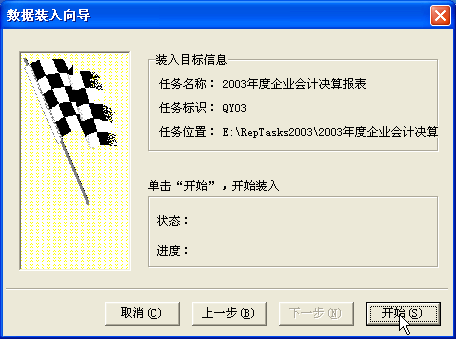 数据装入向导
装入目标信息
任务名称： 2003年度企业会计决算报表
任务标识： QY03
任务位置： E:\RepTasks2003\2003年度企业会计决算
单击“开始”，开始装入
状态：
进度：
取消(C) 上一步(B) 下一步(N) 开始(S)